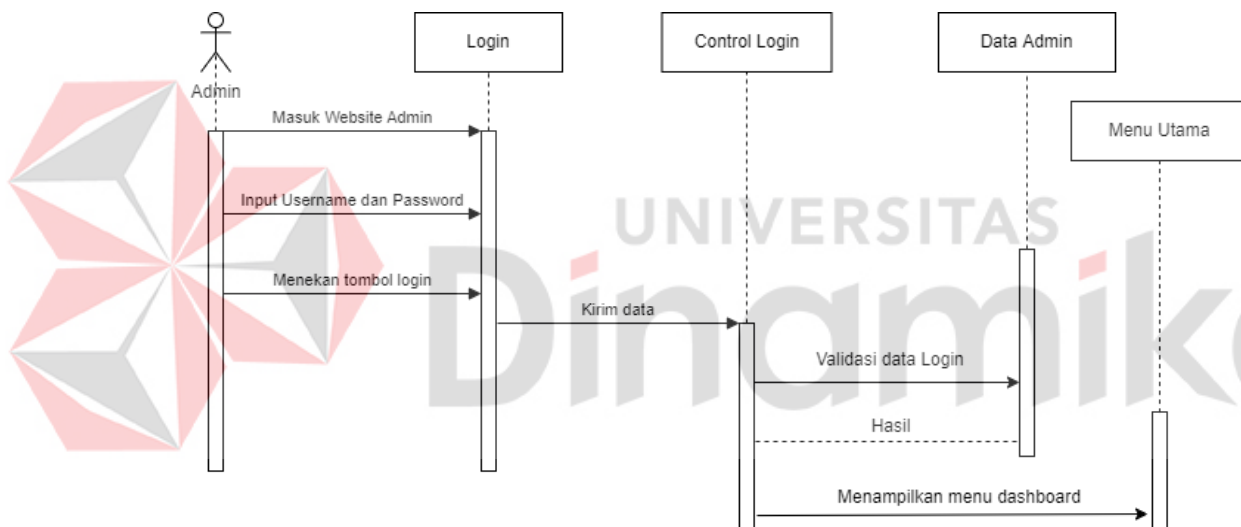 Login
Control Login
Data Admin
Admin
Masuk Website Admin
Menu Utama
Input Username dan Password
UNIVERSITAS
Dinamika
Menekan tombol login
Kirim data
Validasi data Login
Hasil
Menampilkan menu dashboard